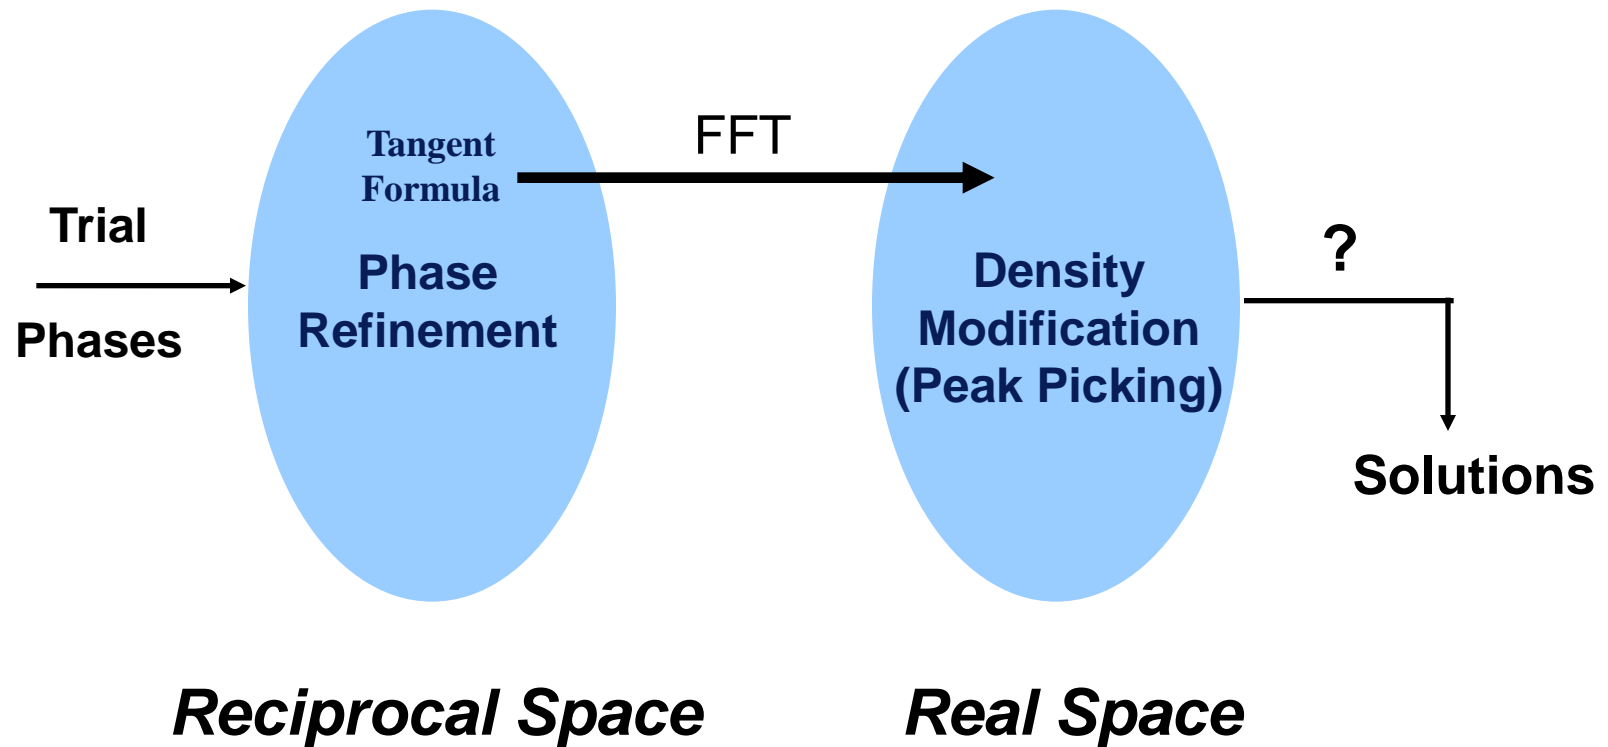 Trial
Phases
Tangent
Formula
Phase
Refinement
FFT
Density
Modification
(Peak Picking)
?
Solutions
Reciprocal Space
Real Space